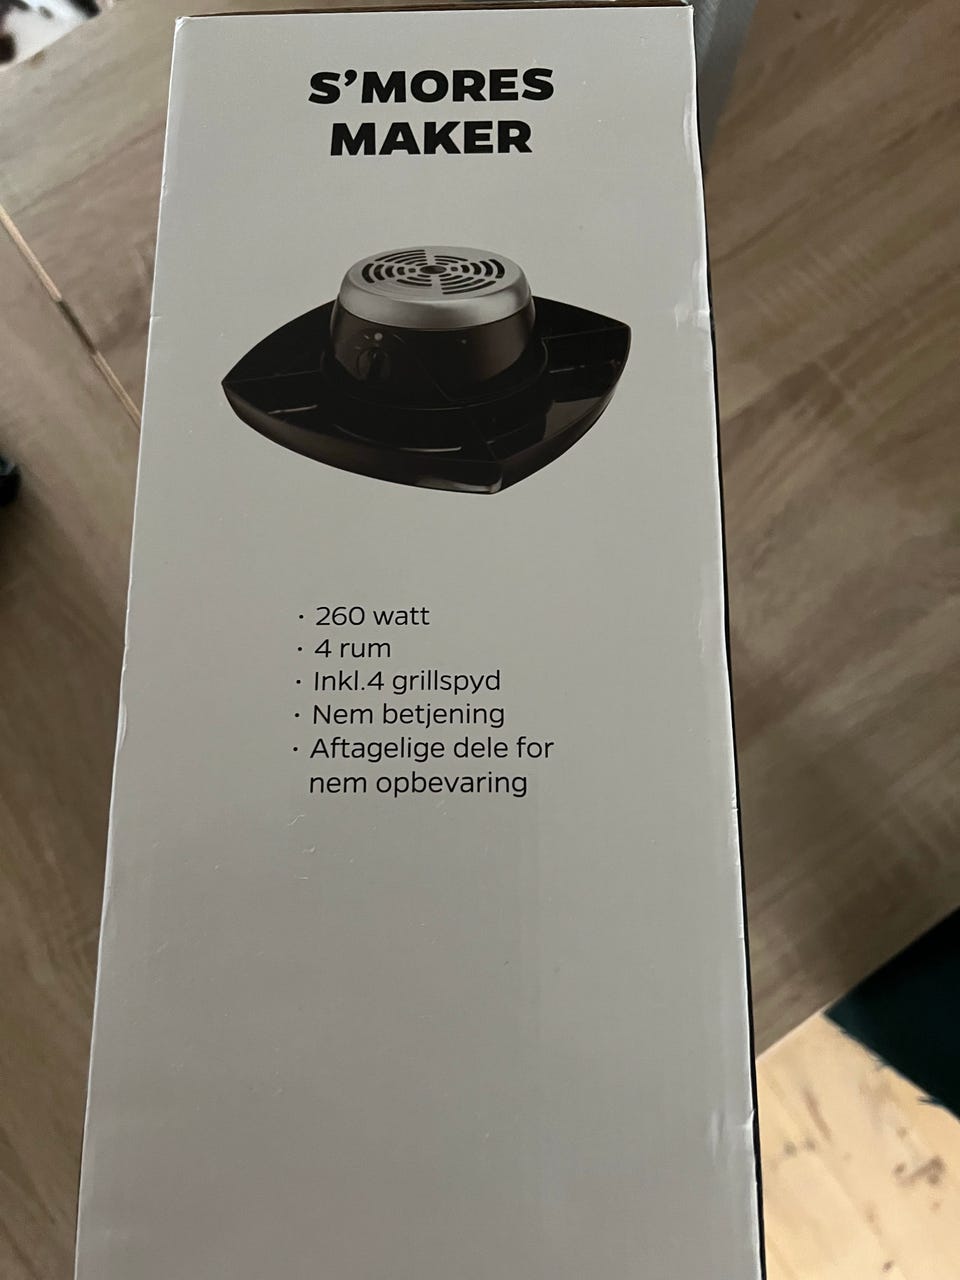 S'MORES
MAKER
· 260 watt
· 4 rum
· Inkl.4 grillspyd
· Nem betjening
· Aftagelige dele for
nem opbevaring